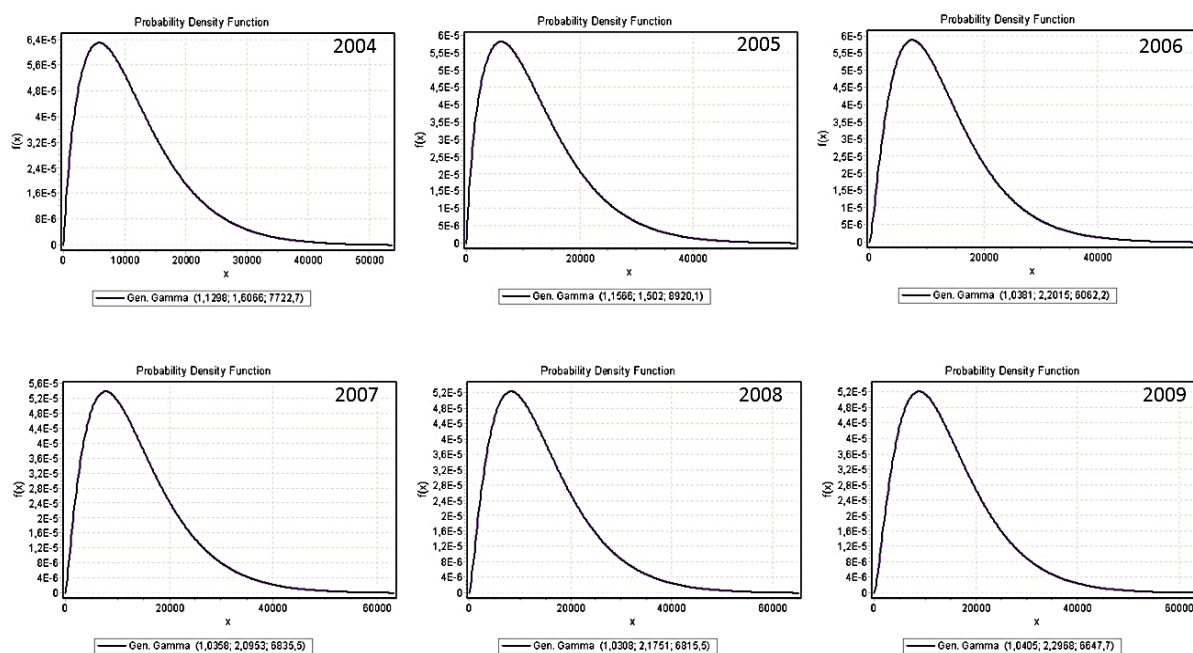 Probability Density Function
2004
6,4E-5
5,6E-5
4,8E-5
4E-5
3,2E-5
2,4E-5
1,6E-5
8E-6
0
f(x)
0 10000 20000 30000 40000 50000
x
Gen. Gamma (1,1298; 1,6066; 7722,7)
Probability Density Function
2005
6E-5
5,5E-5
5E-5
4,5E-5
4E-5
3,5E-5
3E-5
2,5E-5
2E-5
1,5E-5
1E-5
5E-6
0
f(x)
0 20000 40000
x
Gen. Gamma (1,1566; 1,502; 8920,1)
Probability Density Function
2006
6E-5
5,5E-5
5E-5
4,5E-5
4E-5
3,5E-5
3E-5
2,5E-5
2E-5
1,5E-5
1E-5
5E-6
0
f(x)
0 20000 40000
x
Gen. Gamma (1,0381; 2,2015; 6062,2)
Probability Density Function
2007
5,6E-5
5,2E-5
4,8E-5
4,4E-5
4E-5
3,6E-5
3,2E-5
2,8E-5
2,4E-5
2E-5
1,6E-5
1,2E-5
8E-6
4E-6
0
f(x)
0 20000 40000 60000
x
Gen. Gamma (1,0358; 2,0953; 6835,5)
Probability Density Function
2008
5,2E-5
4,8E-5
4,4E-5
4E-5
3,6E-5
3,2E-5
2,8E-5
2,4E-5
2E-5
1,6E-5
1,2E-5
8E-6
4E-6
0
f(x)
0 20000 40000 60000
x
Gen. Gamma (1,0308; 2,1751; 6815,5)
Probability Density Function
2009
5,2E-5
4,8E-5
4,4E-5
4E-5
3,6E-5
3,2E-5
2,8E-5
2,4E-5
2E-5
1,6E-5
1,2E-5
8E-6
4E-6
0
f(x)
0 20000 40000 60000
x
Gen. Gamma (1,0405; 2,2968; 6647,7)